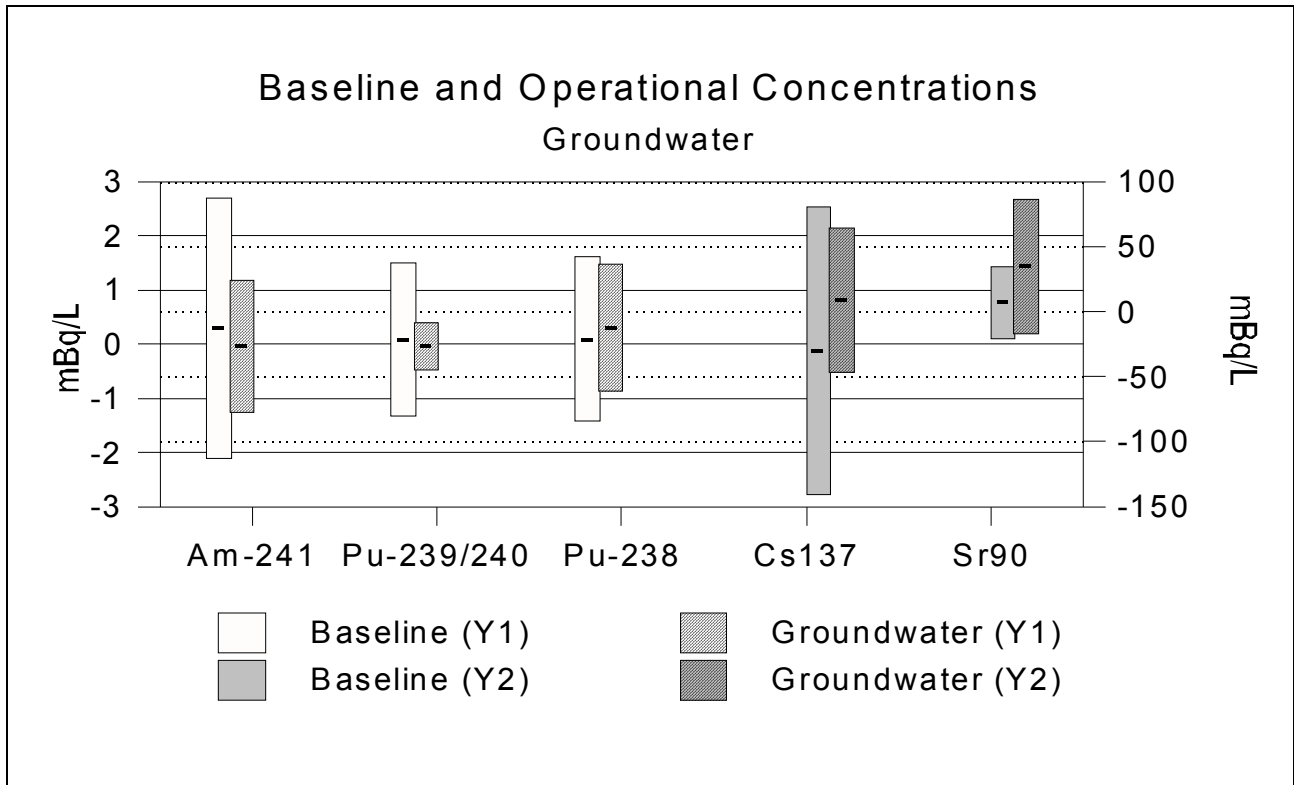 Baseline and Operational Concentrations
Groundwater
3
2
1
0
-1
-2
-3
mBq/L
100
50
0
-50
-100
-150
mBq/L
Am-241 Pu-239/240 Pu-238 Cs137 Sr90
Baseline (Y1) Groundwater (Y1)
Baseline (Y2) Groundwater (Y2)